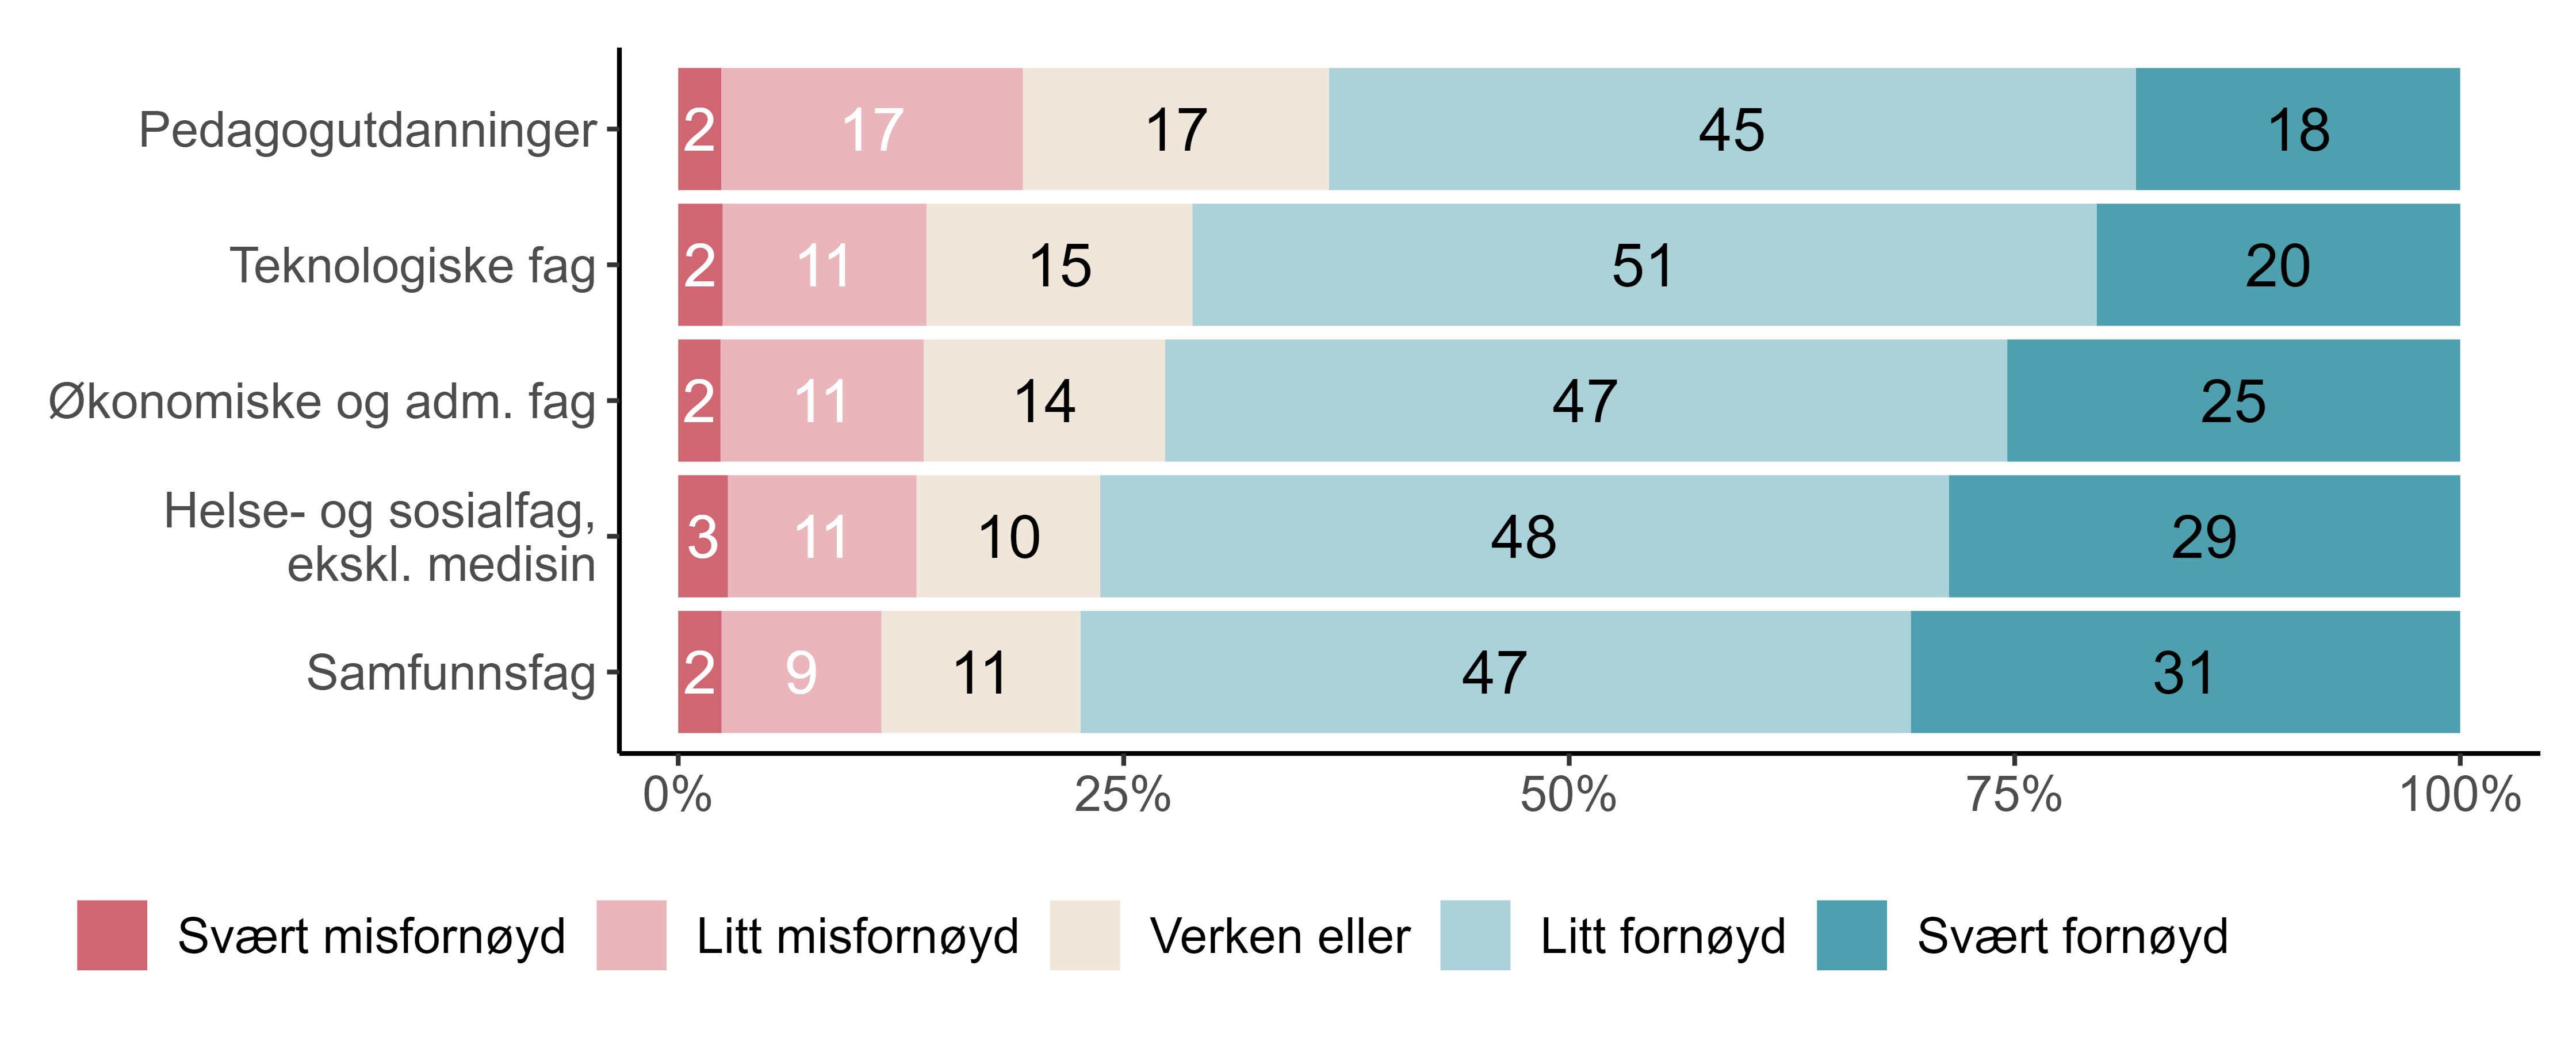 Pedagogutdanninger 2 17 17 45 18
Teknologiske fag 2 11 15 51 20
Økonomiske og adm. fag 2 11 14 47 25
Helse- og sosialfag,
ekskl. medisin 3 11 10 48 29
Samfunnsfag 2 9 11 47 31
0% 25% 50% 75% 100%
Svært misfornøyd Litt misfornøyd Verken eller Litt fornøyd Svært fornøyd